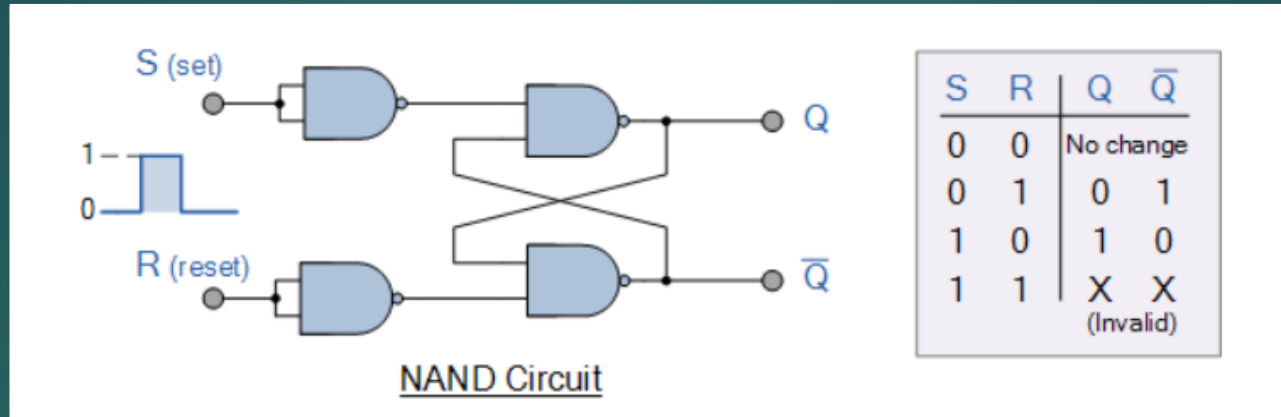 S (set)
1
0
R (reset)
Q
Q̅
NAND Circuit
S R Q Q̅
0 0 No change
0 1 0 1
1 0 1 0
1 1 X X
(Invalid)